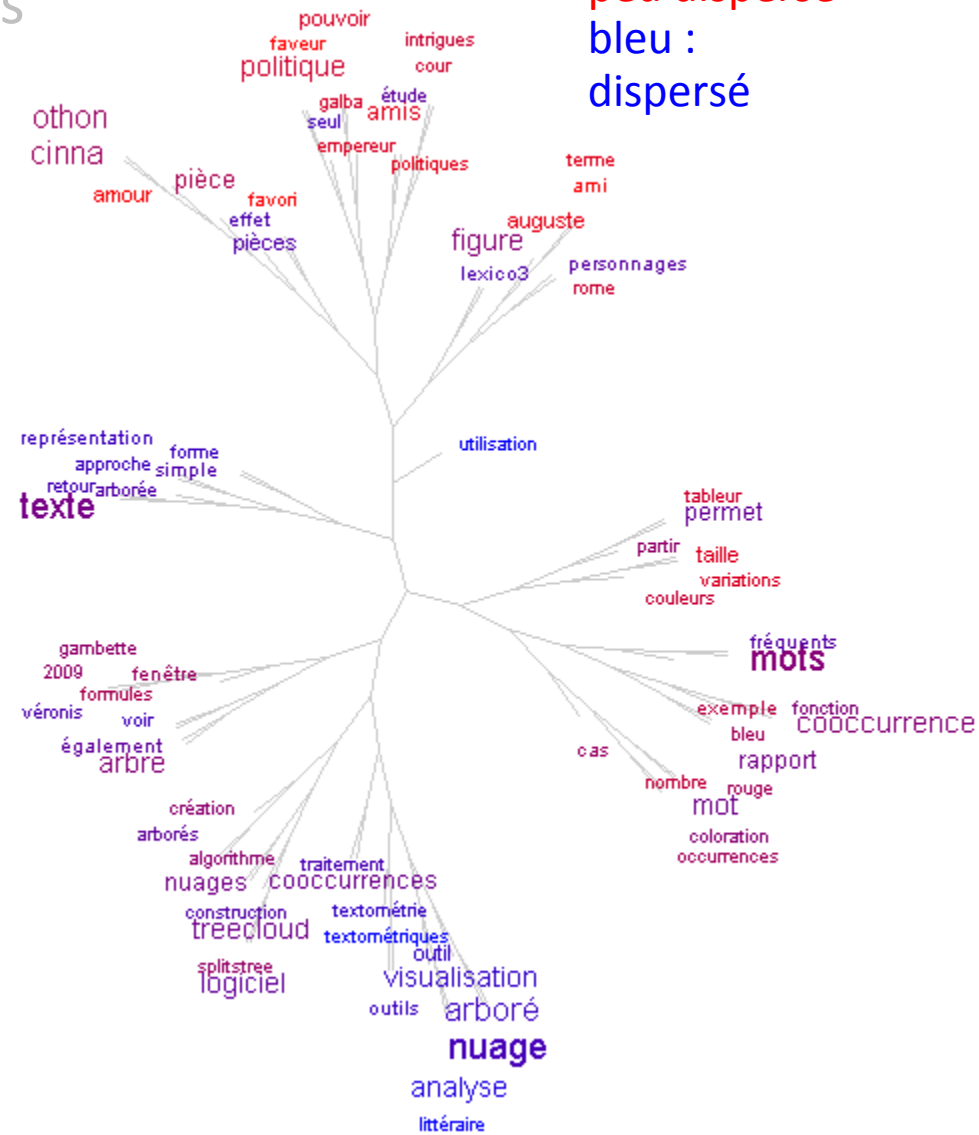 s
peu dispersé
bleu :
dispersé
pouvoir
faveur
intrigues
politique
cour
étude
galba
amis
othon
seul
cinna
empereur
politiques
terme
ami
pièce
amour
favori
effet
auguste
pièces
figure
lexico3
personnages
rome
représentation
forme
utilisation
approche
simple
retour
arborée
texte
tableur
permet
partir
taille
variations
couleurs
gambette
2009
fenêtre
formules
véronis
voir
également
arbre
fréquents
mots
exemple
fonction
cooccurrence
bleu
cas
rapport
nombre
rouge
mot
coloration
occurrences
création
arborés
algorithme
traitement
nuages
cooccurrences
construction
textométrie
treecloud
textométriques
outil
splitstree
logiciel
visualisation
outils
arboré
nuage
analyse
littéraire